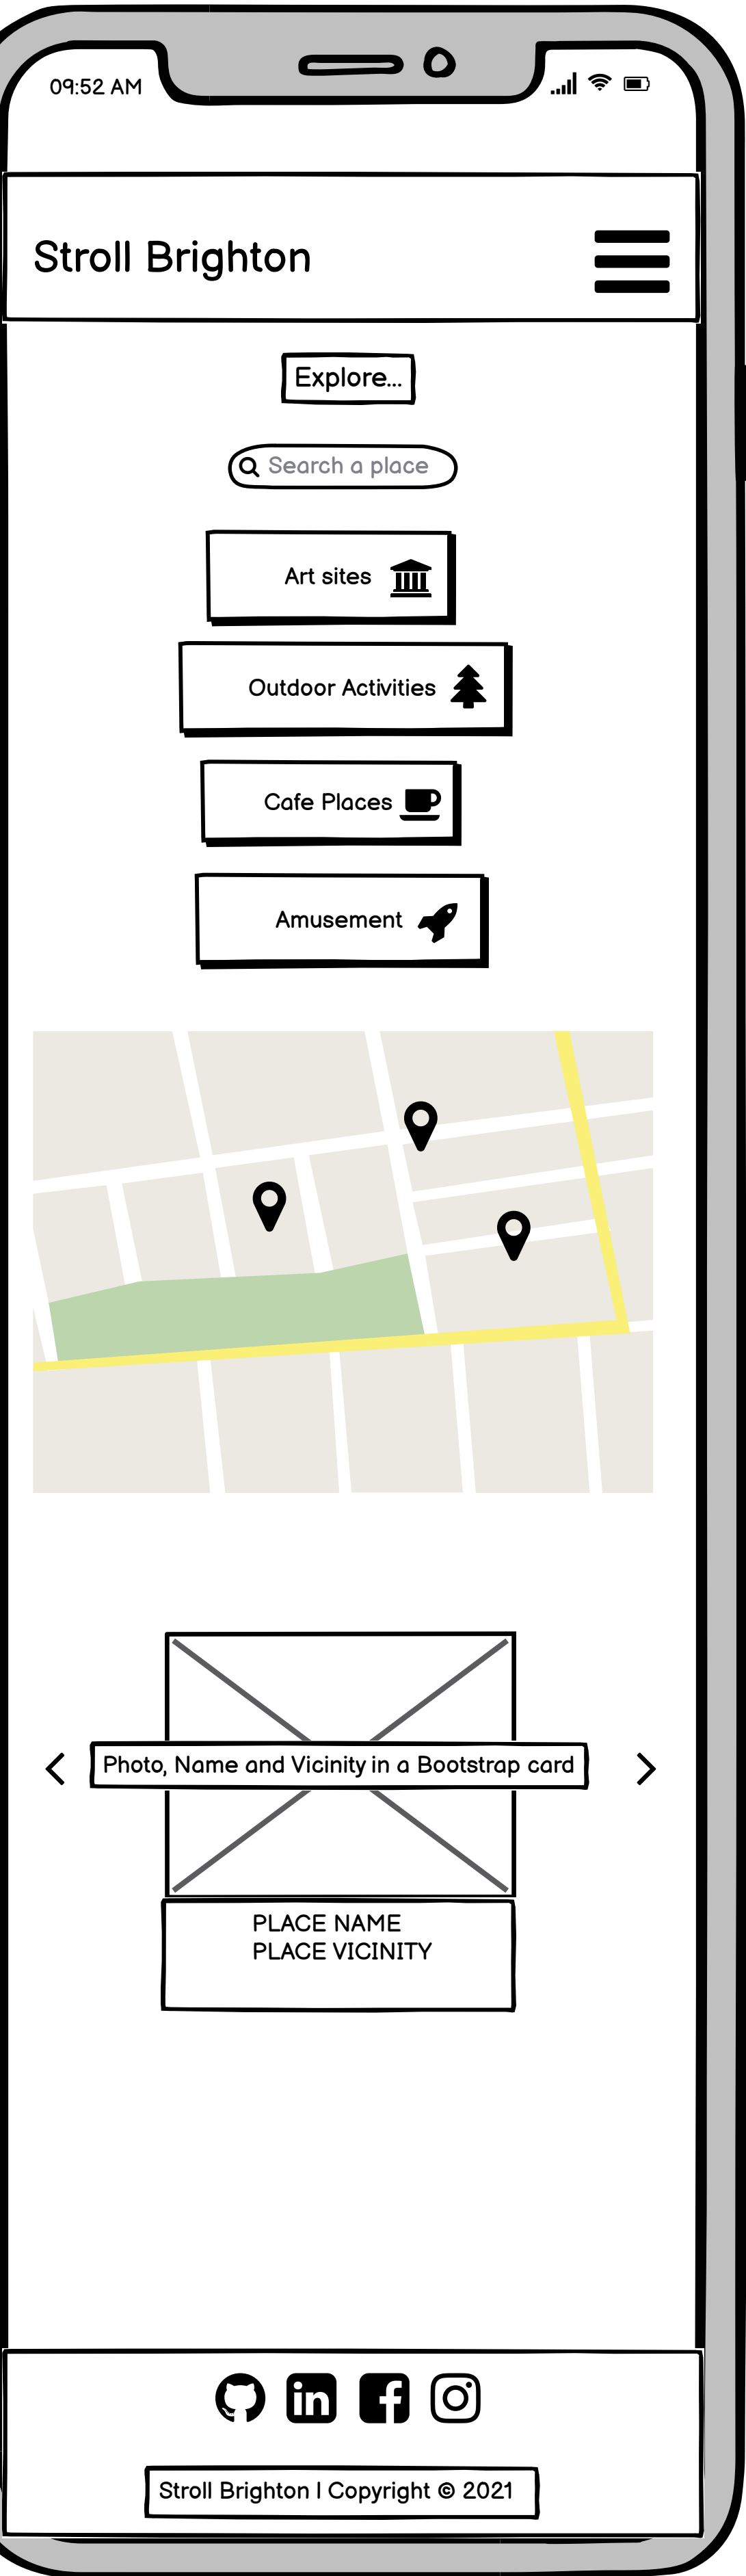 09:52 AM
Stroll Brighton
Explore...
Search a place
Art sites
Outdoor Activities
Cafe Places
Amusement
Photo, Name and Vicinity in a Bootstrap card
PLACE NAME
PLACE VICINITY
in
Stroll Brighton | Copyright © 2021